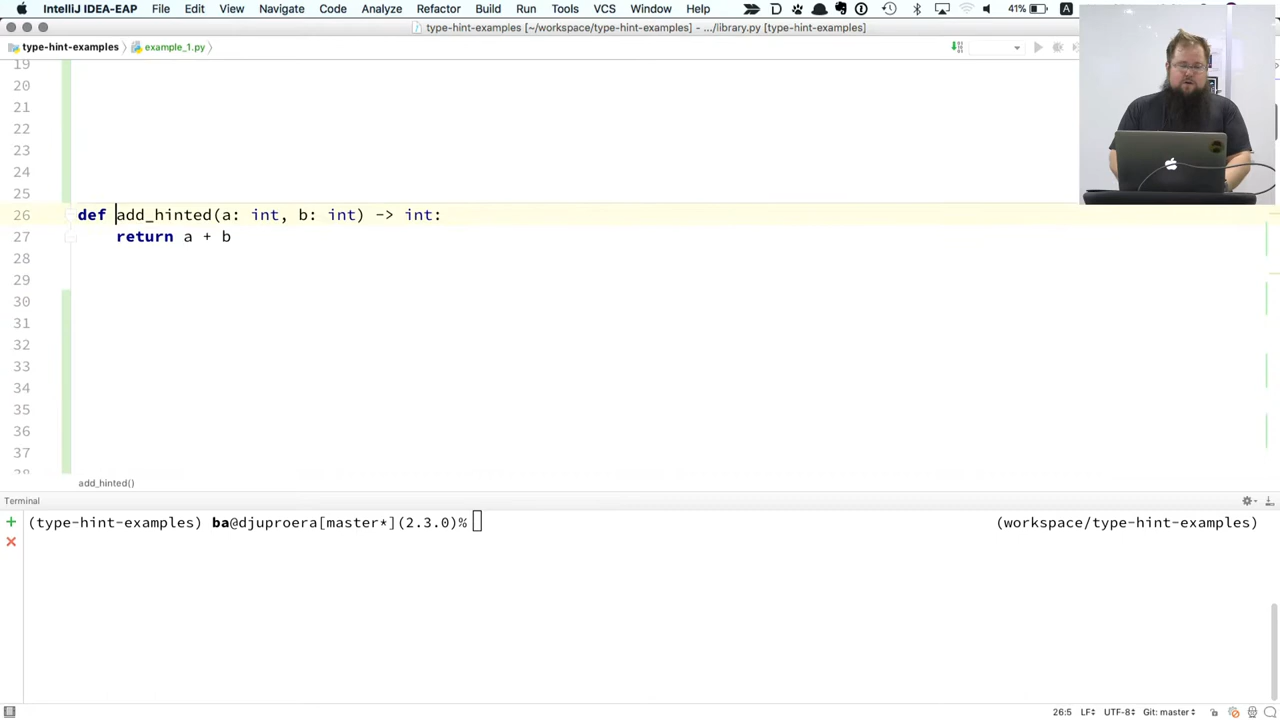 IntelliJ IDEA-EAP File Edit View Navigate Code Analyze Refactor Build Run Tools VCS Window Help 41% A
type-hint-examples [~/workspace/type-hint-examples] - .../library.py [type-hint-examples]
type-hint-examples example_1.py
19
20
21
22
23
24
25
26 def add_hinted(a: int, b: int) -> int:
27 return a + b
28
29
30
31
32
33
34
35
36
37
38
add_hinted()
Terminal
(type-hint-examples) ba@djuproera[master*](2.3.0)% (workspace/type-hint-examples)
26:5 LF UTF-8 Git: master